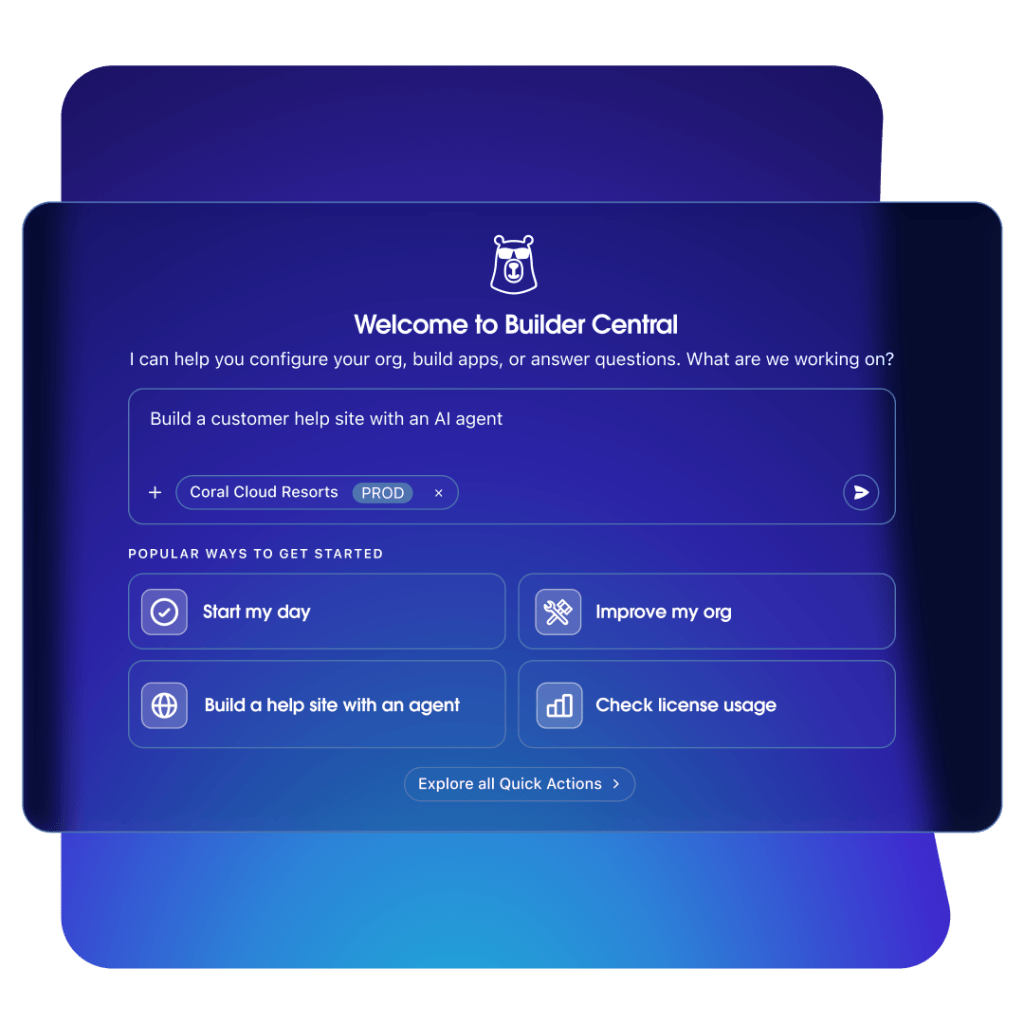 Welcome to Builder Central
I can help you configure your org, build apps, or answer questions. What are we working on?
Build a customer help site with an AI agent
+ Coral Cloud Resorts PROD ×
POPULAR WAYS TO GET STARTED
Start my day
Improve my org
Build a help site with an agent
Check license usage
Explore all Quick Actions >